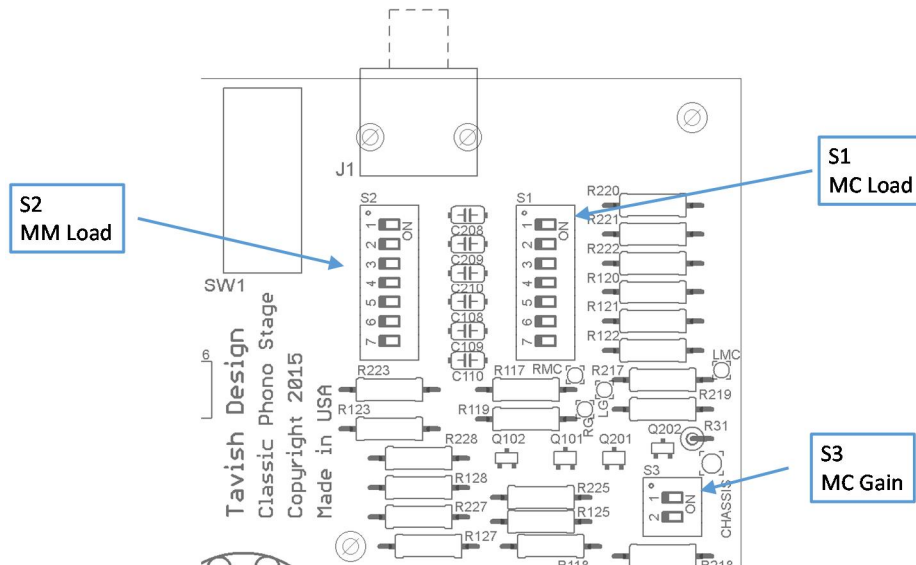 J1
S1
MC Load
S2
MM Load
SW1
S2
1
2
3
4
5
6
7
ON
C208
C209
C210
C108
C109
C110
S1
1
2
3
4
5
6
7
ON
R220
R221
R222
R120
R121
R122
LMC
R223
R123
R117
RMC
R217
R119
RG
LG
R219
R31
6
Tavish Design
Classic Phono Stage
Copyright 2015
Made in USA
R228
Q102
Q101
Q201
Q202
R128
R227
R127
R225
R125
S3
1
2
ON
CHASSIS
S3
MC Gain
R118
R218